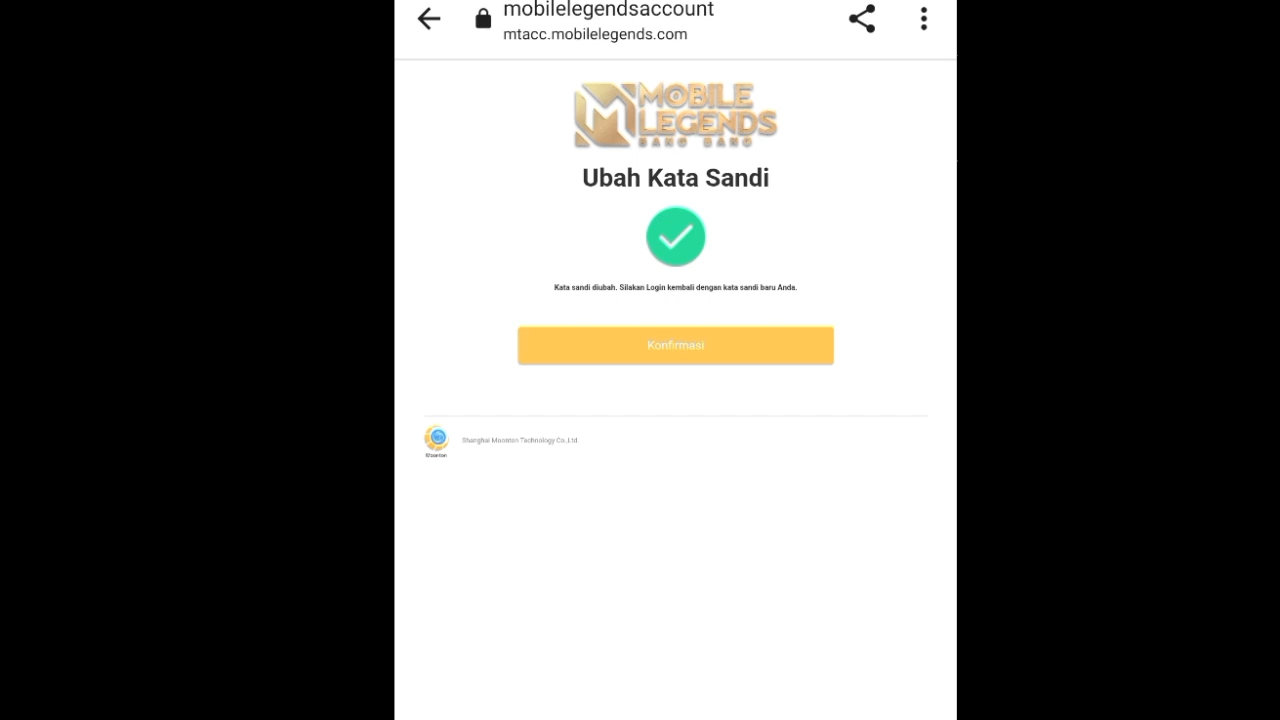 mobilelegendsaccount
mtacc.mobilelegends.com
MOBILE
LEGENDS
BANG BANG
Ubah Kata Sandi
Kata sandi diubah. Silakan Login kembali dengan kata sandi baru Anda.
Konfirmasi
Shanghai Moonton Technology Co.,Ltd
Moonton